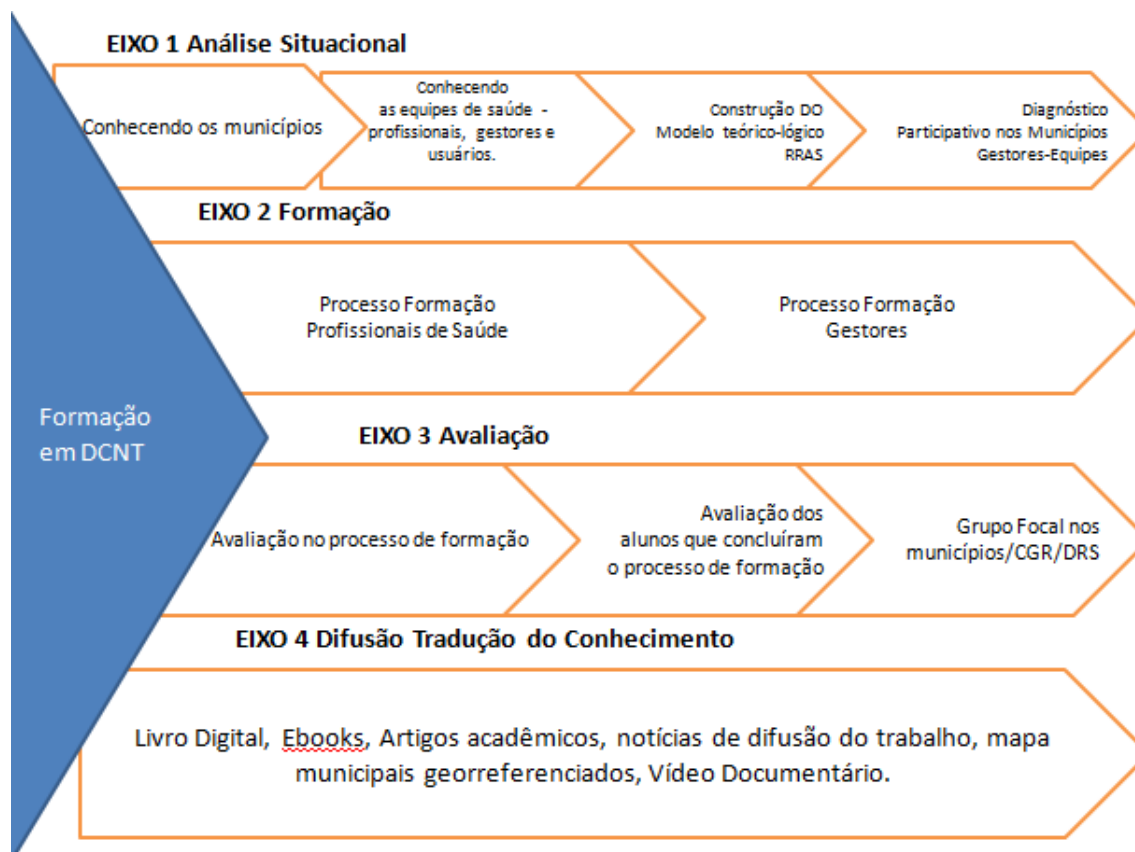 EIXO 1 Análise Situacional
Conhecendo os municípios
Conhecendo
as equipes de saúde -
profissionais, gestores e
usuários.
Construção DO
Modelo teórico-lógico
RRAS
Diagnóstico
Participativo nos Municípios
Gestores-Equipes
EIXO 2 Formação
Processo Formação
Profissionais de Saúde
Processo Formação
Gestores
Formação
em DCNT
EIXO 3 Avaliação
Avaliação no processo de formação
Avaliação dos
alunos que concluíram
o processo de formação
Grupo Focal nos
municípios/CGR/DRS
EIXO 4 Difusão Tradução do Conhecimento
Livro Digital, Ebooks, Artigos acadêmicos, notícias de difusão do trabalho, mapa
municipais georreferenciados, Vídeo Documentário.